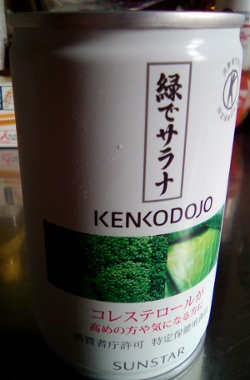 緑でサラナ
KENKODOJO
コレステロールが
高めの方や気になる方に
消費者庁許可 特定保健用食品
SUNSTAR